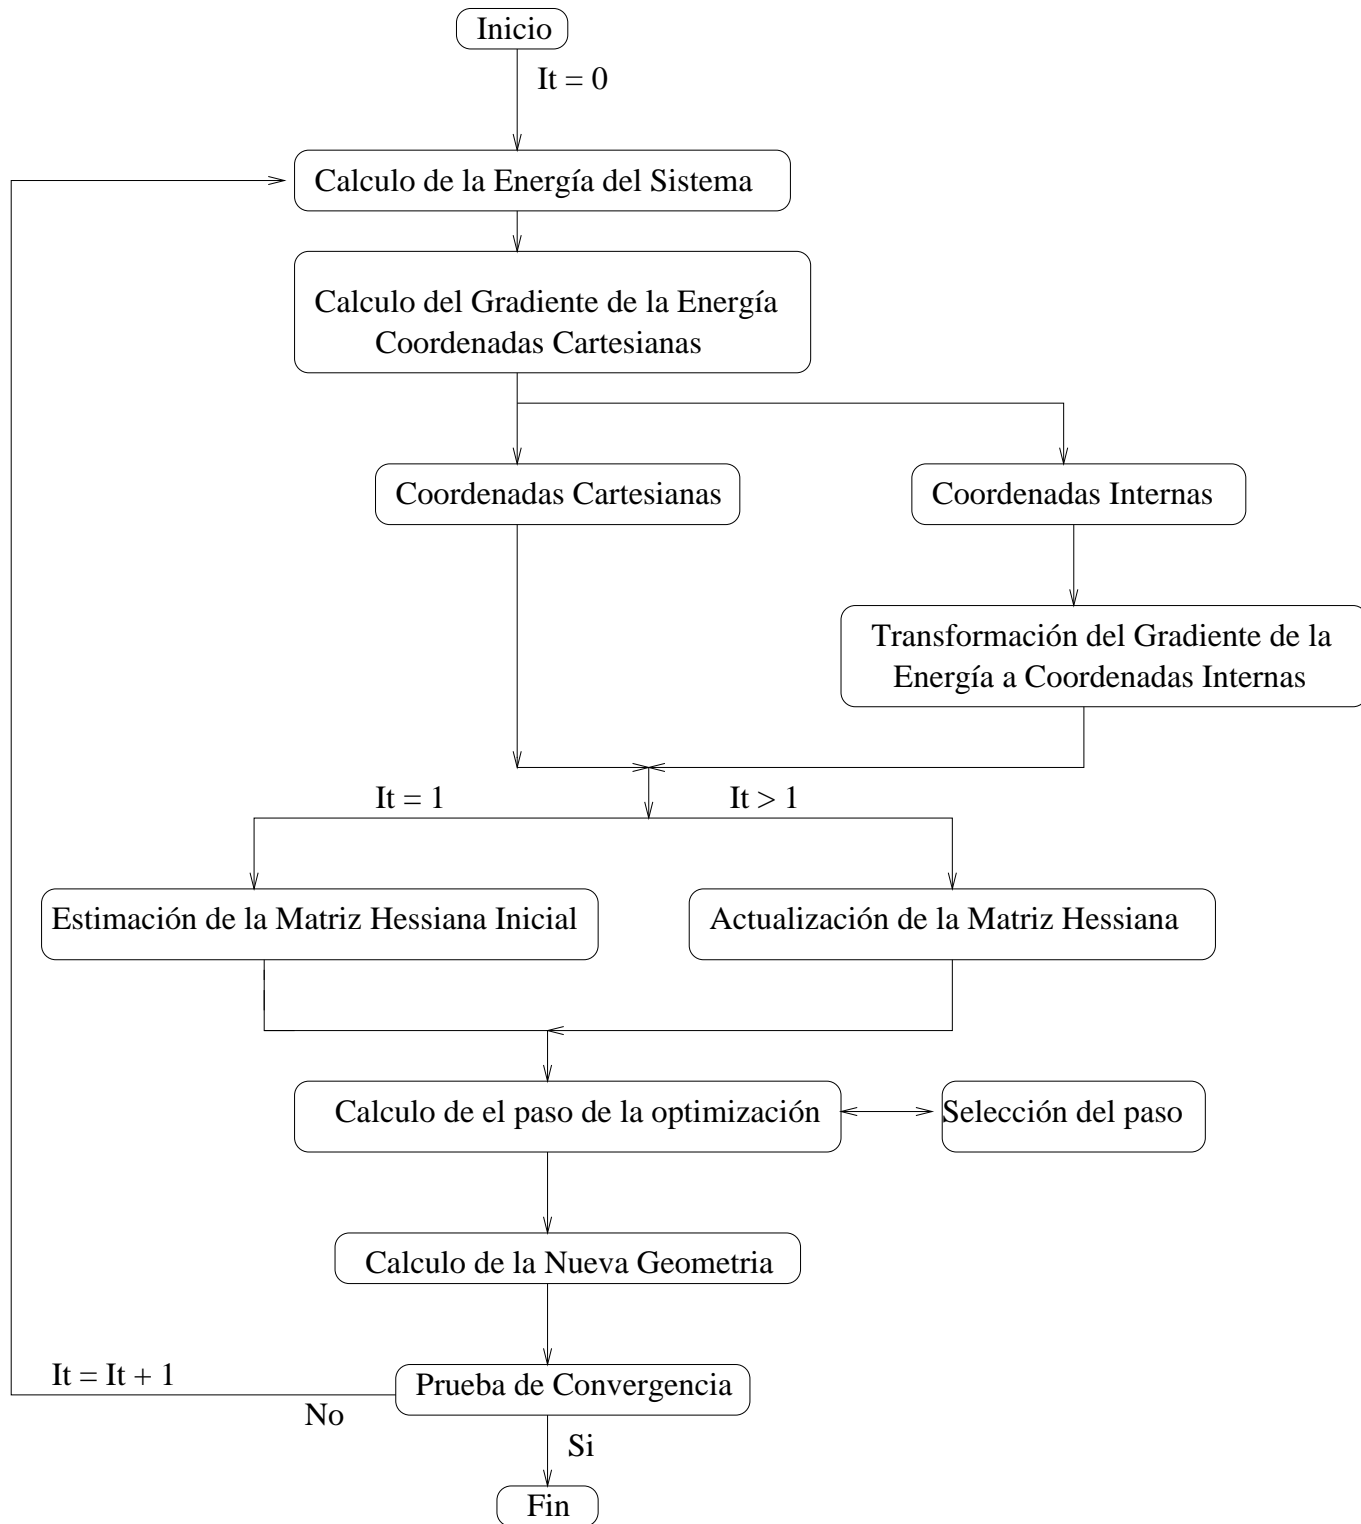 Inicio
It = 0
Calculo de la Energía del Sistema
Calculo del Gradiente de la Energía
Coordenadas Cartesianas
Coordenadas Cartesianas
Coordenadas Internas
Transformación del Gradiente de la
Energía a Coordenadas Internas
It = 1
It > 1
Estimación de la Matriz Hessiana Inicial
Actualización de la Matriz Hessiana
Calculo de el paso de la optimización
Selección del paso
Calculo de la Nueva Geometria
It = It + 1
Prueba de Convergencia
No
Si
Fin